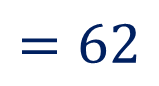 = 62